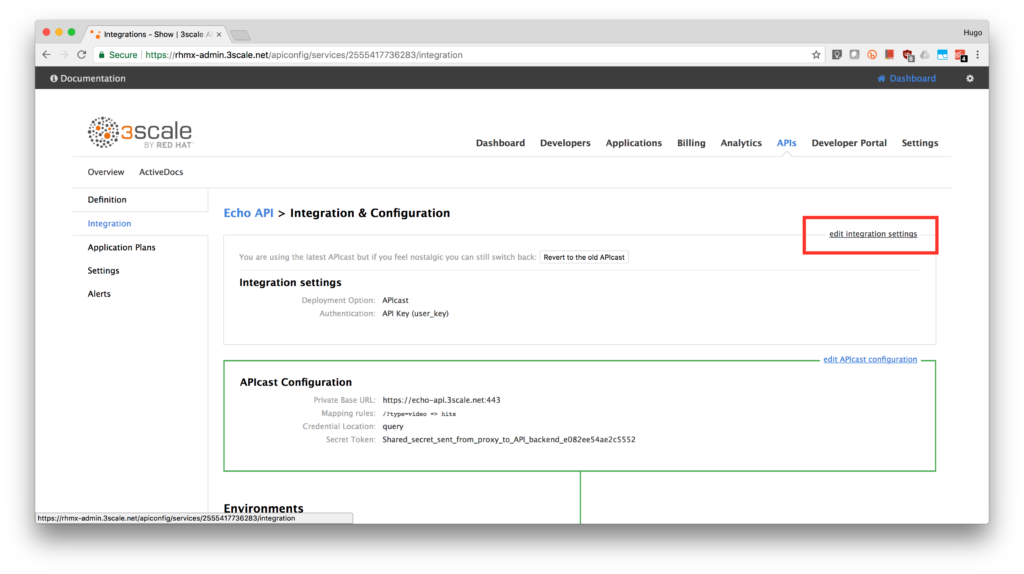 Integrations - Show | 3scale A
Hugo
Secure
https://rhmx-admin.3scale.net/apiconfig/services/2555417736283/integration
Documentation
Dashboard
3scale
BY RED HAT
Dashboard Developers Applications Billing Analytics APIs Developer Portal Settings
Overview ActiveDocs
Definition
Integration
Application Plans
Settings
Alerts
Echo API > Integration & Configuration
edit integration settings
You are using the latest APIcast but if you feel nostalgic you can still switch back: Revert to the old APIcast
Integration settings
Deployment Option: APIcast
Authentication: API Key (user_key)
edit APIcast configuration
APIcast Configuration
Private Base URL: https://echo-api.3scale.net:443
Mapping rules: /?type=video => hits
Credential Location: query
Secret Token: Shared_secret_sent_from_proxy_to_API_backend_e082ee54ae2c5552
Environments
https://rhmx-admin.3scale.net/apiconfig/services/2555417736283/integration